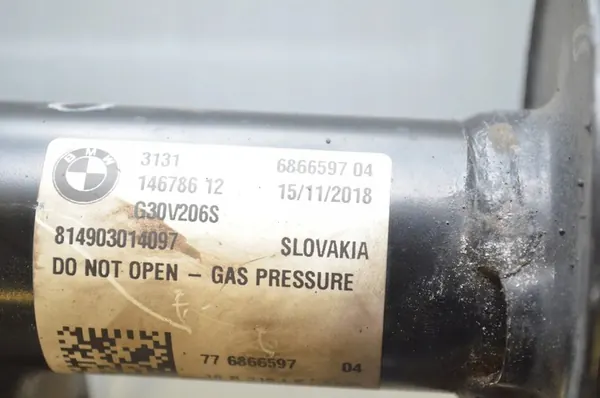 BMW
3131 6866597 04
146786 12 15/11/2018
G30V206S
814903014097 SLOVAKIA
DO NOT OPEN - GAS PRESSURE
77 6866597 04